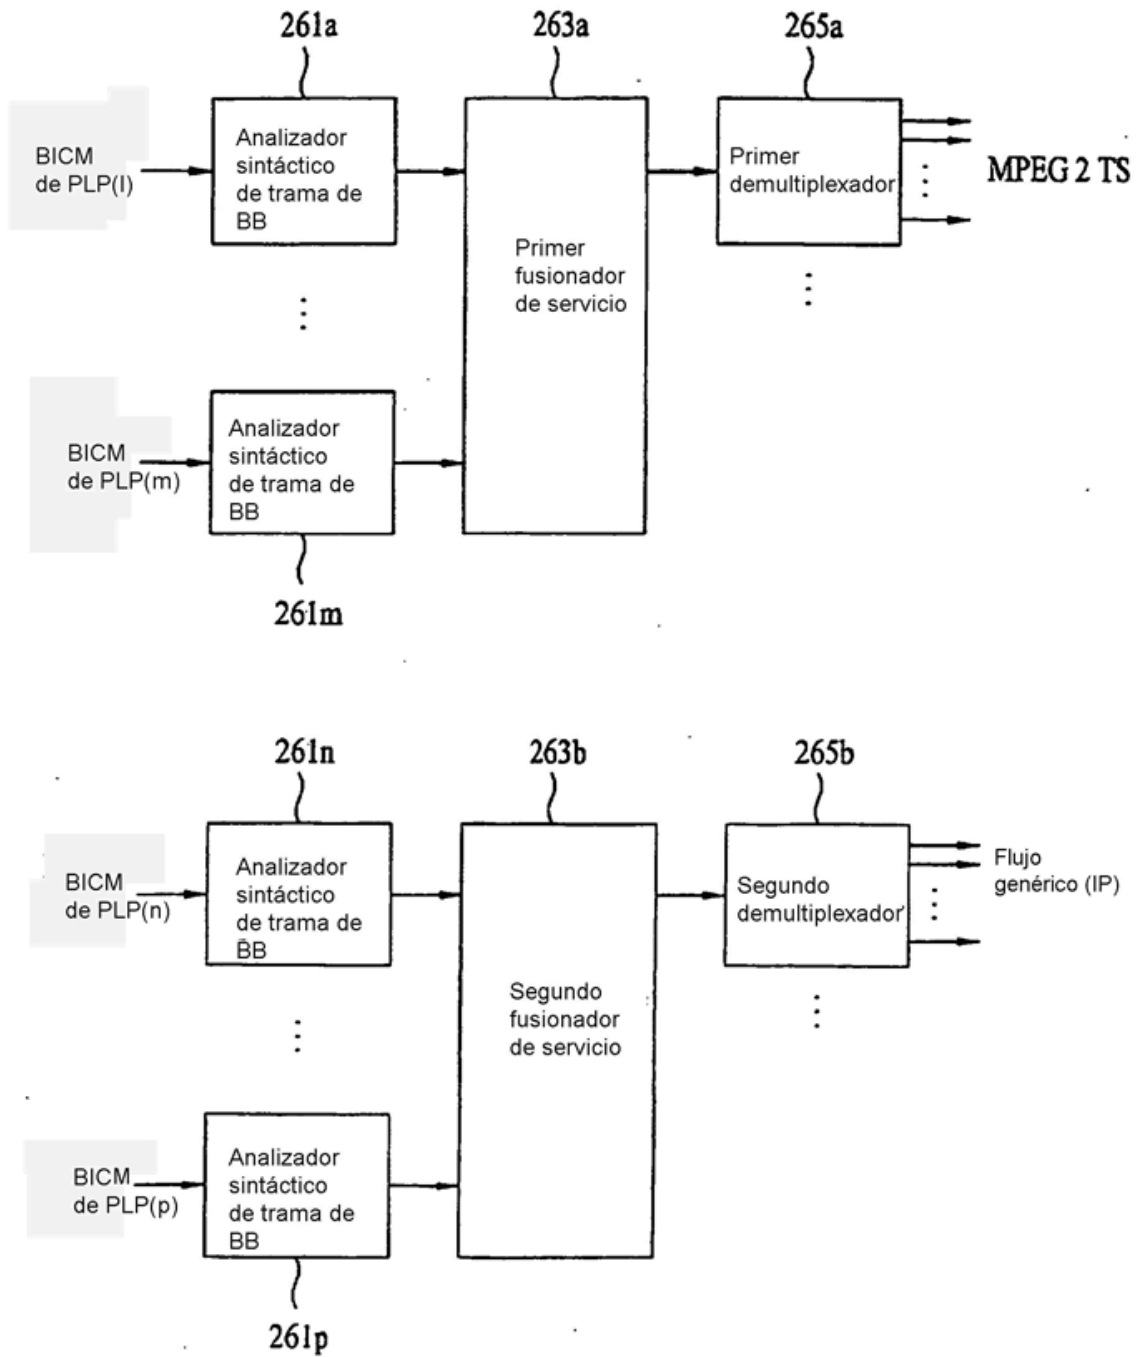 261a
263a
265a
BICM
de PLP(l)
Analizador
sintáctico
de trama de
BB
Primer
fusionador
de servicio
Primer
demultiplexador
MPEG 2 TS
BICM
de PLP(m)
Analizador
sintáctico
de trama de
BB
261m
261n
263b
265b
BICM
de PLP(n)
Analizador
sintáctico
de trama de
BB
Segundo
fusionador
de servicio
Segundo
demultiplexador
Flujo
genérico (IP)
BICM
de PLP(p)
Analizador
sintáctico
de trama de
BB
261p